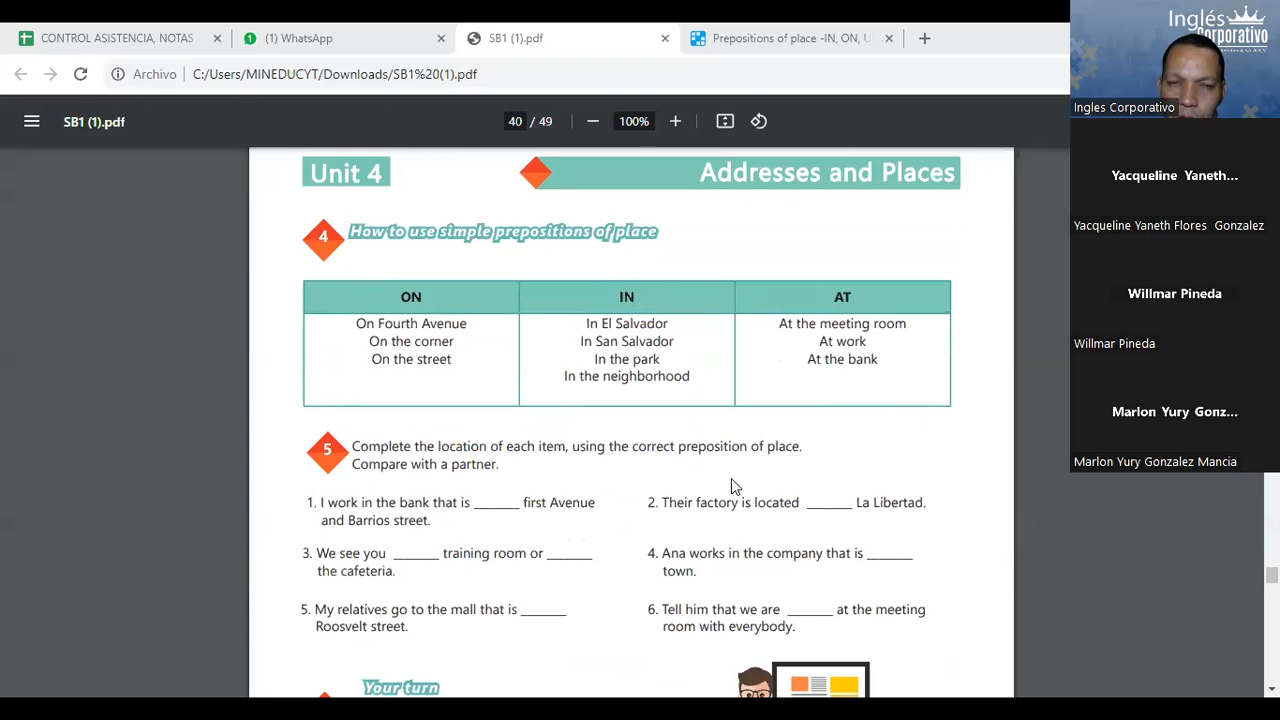 CONTROL ASISTENCIA, NOTAS
(1) WhatsApp
SB1 (1).pdf
Prepositions of place -IN, ON, U
Archivo
C:/Users/MINEDUCYT/Downloads/SB1%20(1).pdf
SB1 (1).pdf
40 / 49
100%
Inglés
Corporativo
Ingles Corporativo
Yacqueline Yaneth...
Yacqueline Yaneth Flores Gonzalez
Willmar Pineda
Willmar Pineda
Marlon Yury Gonz...
Marlon Yury Gonzalez Mancia
Unit 4
Addresses and Places
4
How to use simple prepositions of place
ON
IN
AT
On Fourth Avenue
On the corner
On the street
In El Salvador
In San Salvador
In the park
In the neighborhood
At the meeting room
At work
At the bank
5
Complete the location of each item, using the correct preposition of place.
Compare with a partner.
1. I work in the bank that is _______ first Avenue
and Barrios street.
2. Their factory is located _______ La Libertad.
3. We see you _______ training room or _______
the cafeteria.
4. Ana works in the company that is _______
town.
5. My relatives go to the mall that is _______
Roosvelt street.
6. Tell him that we are _______ at the meeting
room with everybody.
Your turn